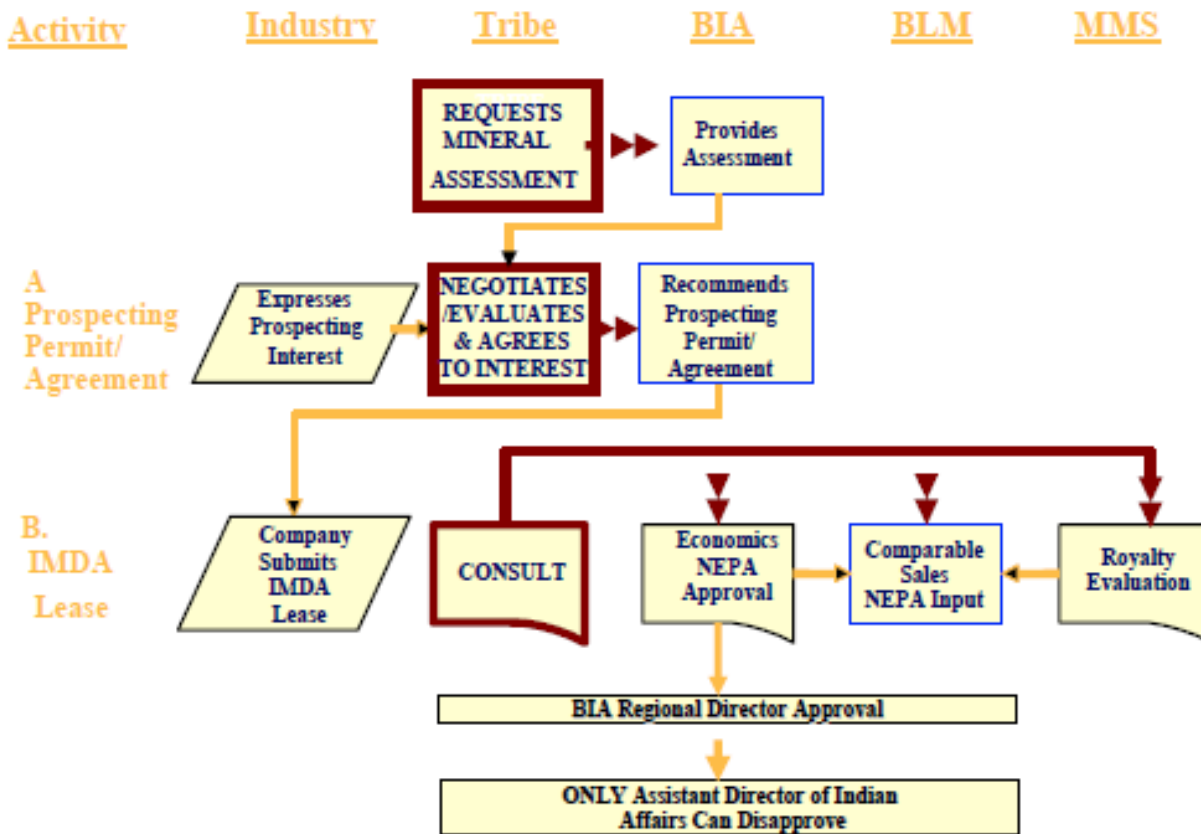 Activity
Industry
Tribe
BIA
BLM
MMS
REQUESTS
MINERAL
ASSESSMENT
Provides
Assessment
A
Prospecting
Permit/
Agreement
Expresses
Prospecting
Interest
NEGOTIATES
/EVALUATES
& AGREES
TO INTEREST
Recommends
Prospecting
Permit/
Agreement
B.
IMDA
Lease
Company
Submits
IMDA
Lease
CONSULT
Economics
NEPA
Approval
Comparable
Sales
NEPA Input
Royalty
Evaluation
BIA Regional Director Approval
ONLY Assistant Director of Indian
Affairs Can Disapprove